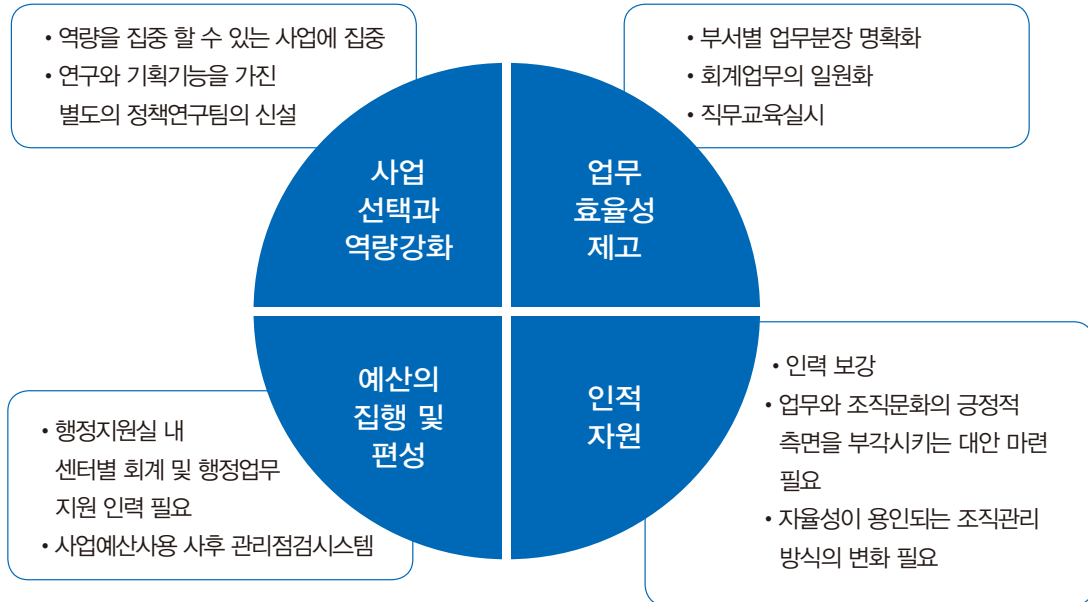 • 역량을 집중 할 수 있는 사업에 집중
• 연구와 기획기능을 가진
별도의 정책연구팀의 신설
• 부서별 업무분장 명확화
• 회계업무의 일원화
• 직무교육실시
사업
선택과
역량강화
업무
효율성
제고
예산의
집행 및
편성
인적
자원
• 행정지원실 내
센터별 회계 및 행정업무
지원 인력 필요
• 사업예산사용 사후 관리점검시스템
• 인력 보강
• 업무와 조직문화의 긍정적
측면을 부각시키는 대안 마련
필요
• 자율성이 용인되는 조직관리
방식의 변화 필요